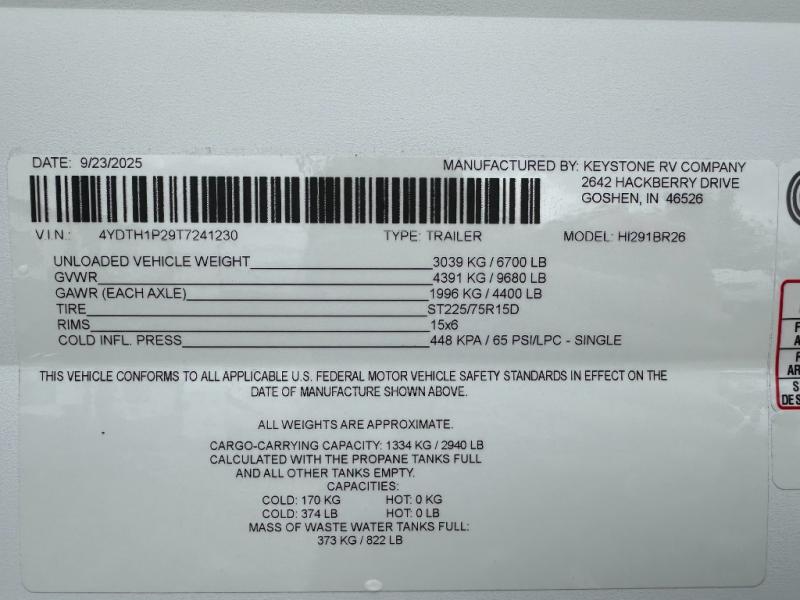 DATE: 9/23/2025
MANUFACTURED BY: KEYSTONE RV COMPANY
2642 HACKBERRY DRIVE
GOSHEN, IN 46526
V.I.N.: 4YDTH1P29T7241230 TYPE: TRAILER MODEL: HI291BR26
UNLOADED VEHICLE WEIGHT 3039 KG / 6700 LB
GVWR 4391 KG / 9680 LB
GAWR (EACH AXLE) 1996 KG / 4400 LB
TIRE ST225/75R15D
RIMS 15x6
COLD INFL. PRESS 448 KPA / 65 PSI/LPC - SINGLE
THIS VEHICLE CONFORMS TO ALL APPLICABLE U.S. FEDERAL MOTOR VEHICLE SAFETY STANDARDS IN EFFECT ON THE
DATE OF MANUFACTURE SHOWN ABOVE.
ALL WEIGHTS ARE APPROXIMATE.
CARGO-CARRYING CAPACITY: 1334 KG / 2940 LB
CALCULATED WITH THE PROPANE TANKS FULL
AND ALL OTHER TANKS EMPTY.
CAPACITIES:
COLD: 170 KG HOT: 0 KG
COLD: 374 LB HOT: 0 LB
MASS OF WASTE WATER TANKS FULL:
373 KG / 822 LB